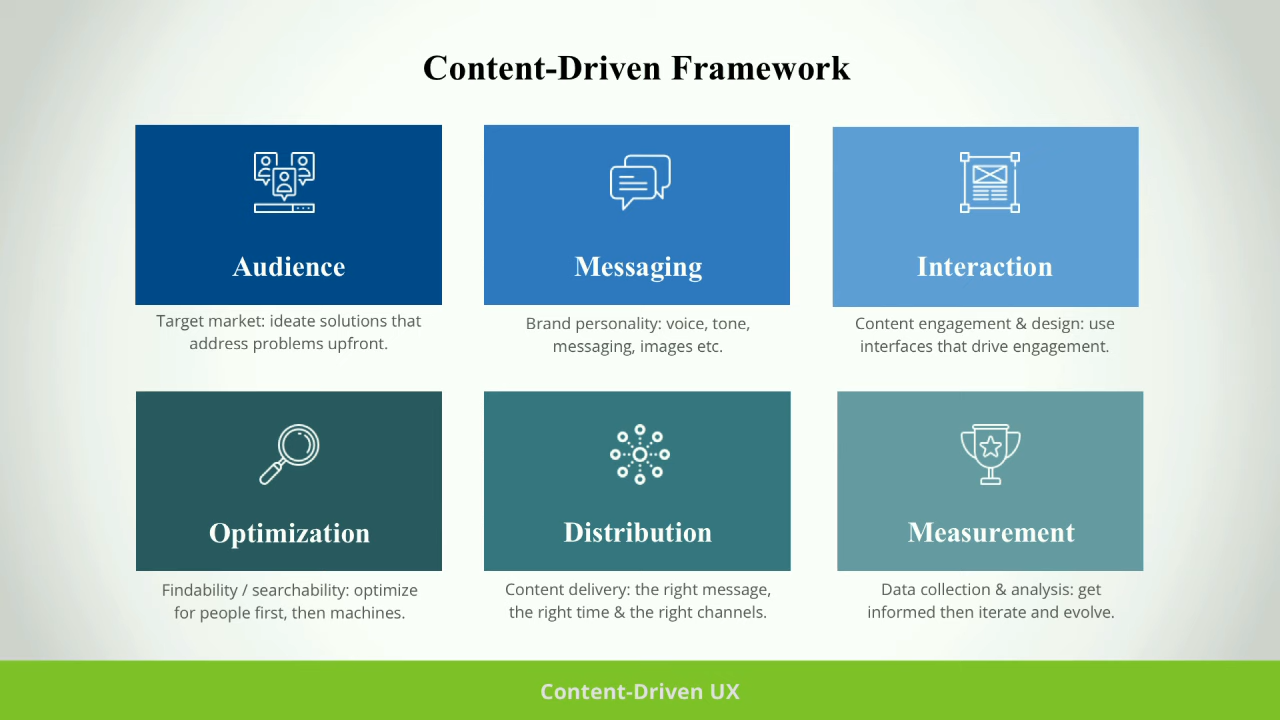 Content-Driven Framework
Audience
Target market: ideate solutions that
address problems upfront.
Messaging
Brand personality: voice, tone,
messaging, images etc.
Interaction
Content engagement & design: use
interfaces that drive engagement.
Optimization
Findability / searchability: optimize
for people first, then machines.
Distribution
Content delivery: the right message,
the right time & the right channels.
Measurement
Data collection & analysis: get
informed then iterate and evolve.
Content-Driven UX